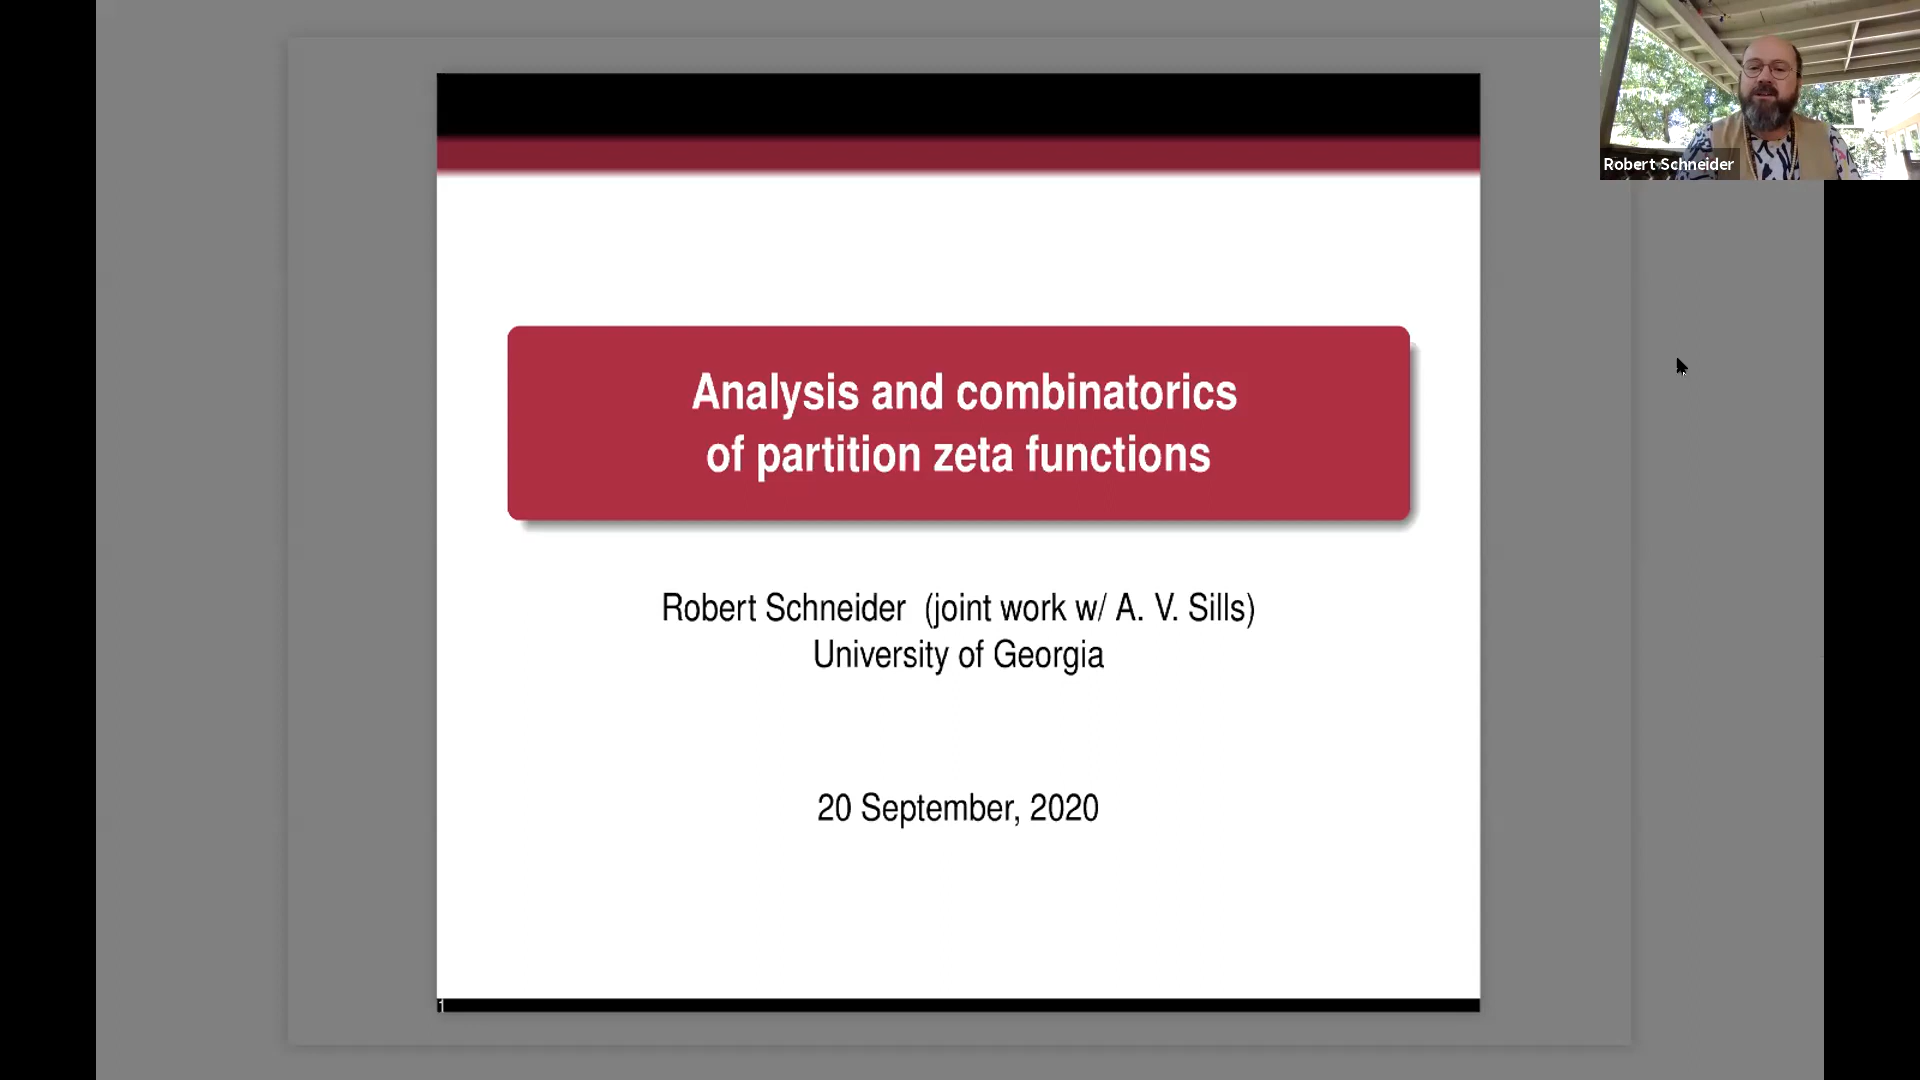 Robert Schneider
Analysis and combinatorics
of partition zeta functions
Robert Schneider (joint work w/ A. V. Sills)
University of Georgia
20 September, 2020
1